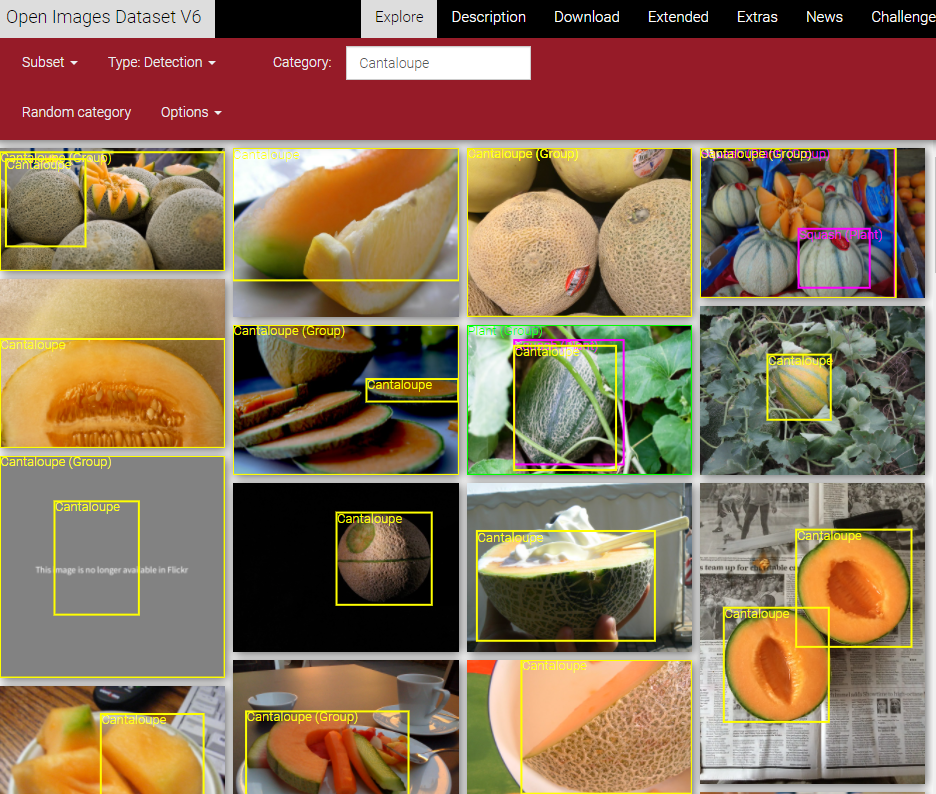 Open Images Dataset V6
Explore
Description
Download
Extended
Extras
News
Challenge
Subset
Type: Detection
Category:
Cantaloupe
Random category
Options
Cantaloupe (Group)
Cantaloupe
Cantaloupe
Cantaloupe (Group)
Cantaloupe (Group)
Squash (Plant)
Cantaloupe
Cantaloupe (Group)
Cantaloupe
Plant (Group)
Cantaloupe
Cantaloupe
Cantaloupe (Group)
Cantaloupe
This image is no longer available in Flickr
Cantaloupe
Cantaloupe
Cantaloupe
s team up for
Cantaloupe
Cantaloupe
Cantaloupe (Group)
Cantaloupe